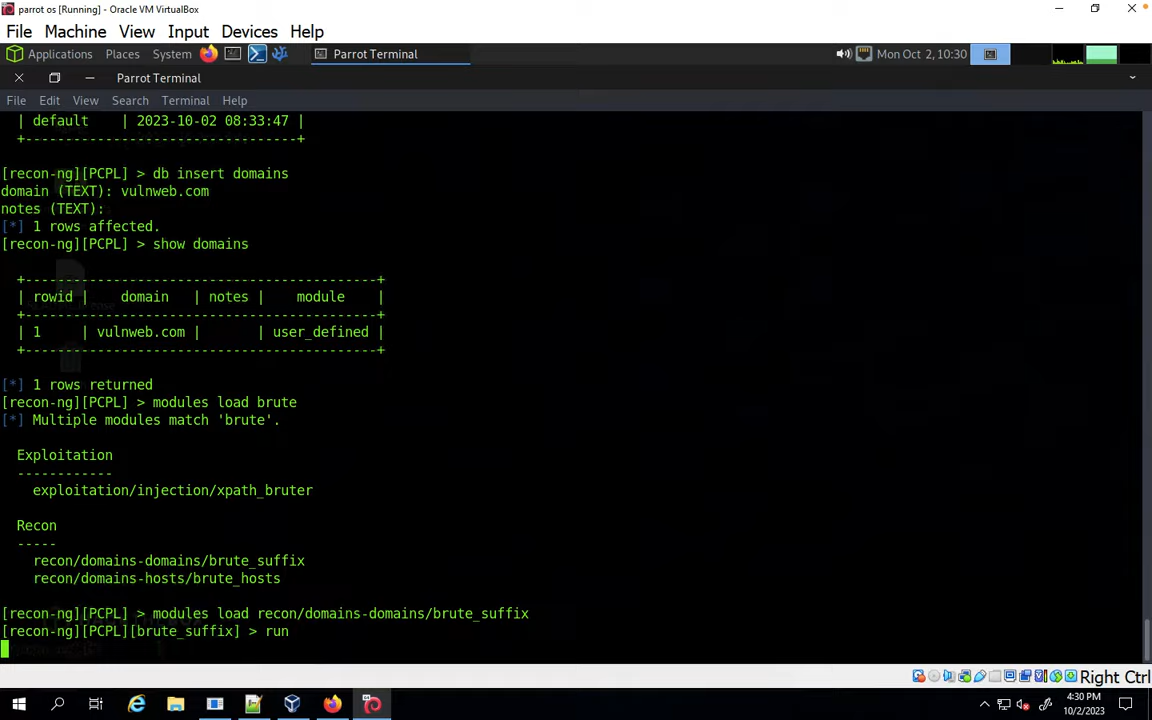 parrot os [Running] - Oracle VM VirtualBox
File Machine View Input Devices Help
Applications Places System Parrot Terminal Mon Oct 2, 10:30
Parrot Terminal
File Edit View Search Terminal Help
| default    | 2023-10-02 08:33:47 |
+----------------------------------+
[recon-ng][PCPL] > db insert domains
domain (TEXT): vulnweb.com
notes (TEXT):
[*] 1 rows affected.
[recon-ng][PCPL] > show domains
+--------------------------------------------+
| rowid |    domain   | notes |    module    |
+--------------------------------------------+
| 1     | vulnweb.com |       | user_defined |
+--------------------------------------------+
[*] 1 rows returned
[recon-ng][PCPL] > modules load brute
[*] Multiple modules match 'brute'.
Exploitation
------------
exploitation/injection/xpath_bruter
Recon
-----
recon/domains-domains/brute_suffix
recon/domains-hosts/brute_hosts
[recon-ng][PCPL] > modules load recon/domains-domains/brute_suffix
[recon-ng][PCPL][brute_suffix] > run
Right Ctrl
4:30 PM
10/2/2023